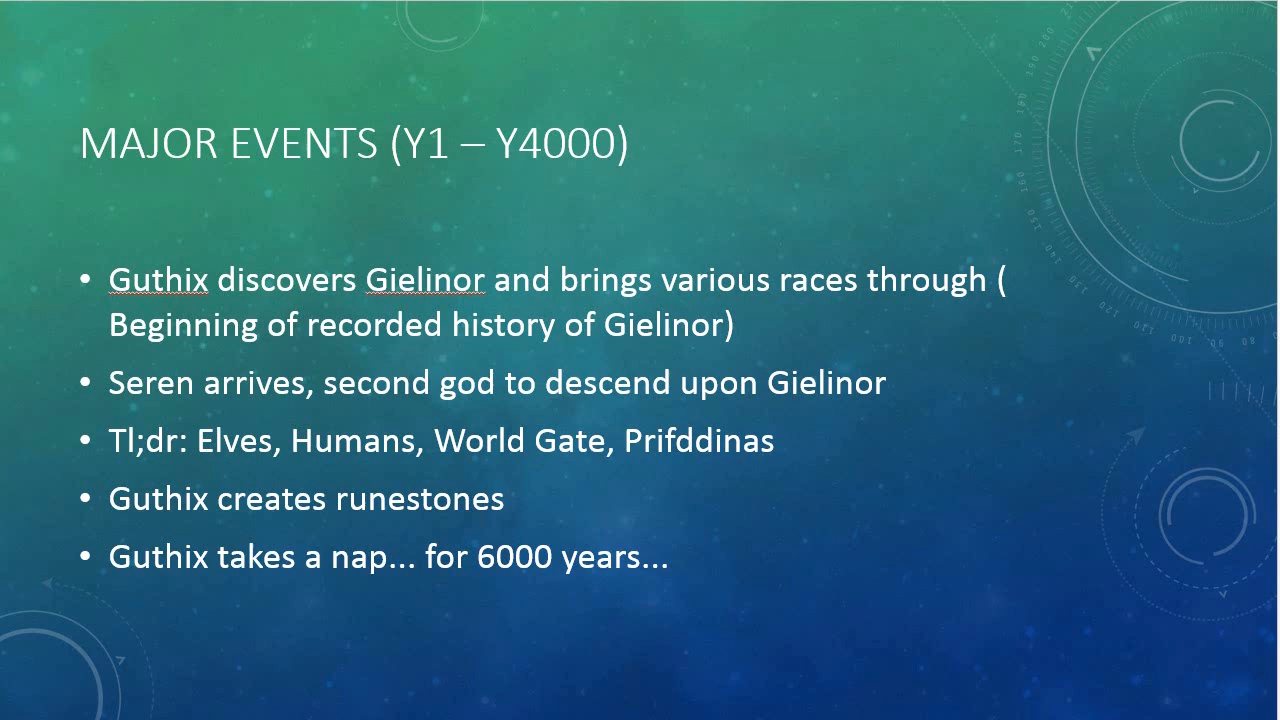 MAJOR EVENTS (Y1 – Y4000)
• Guthix discovers Gielinor and brings various races through (
Beginning of recorded history of Gielinor)
• Seren arrives, second god to descend upon Gielinor
• Tl;dr: Elves, Humans, World Gate, Prifddinas
• Guthix creates runestones
• Guthix takes a nap... for 6000 years...